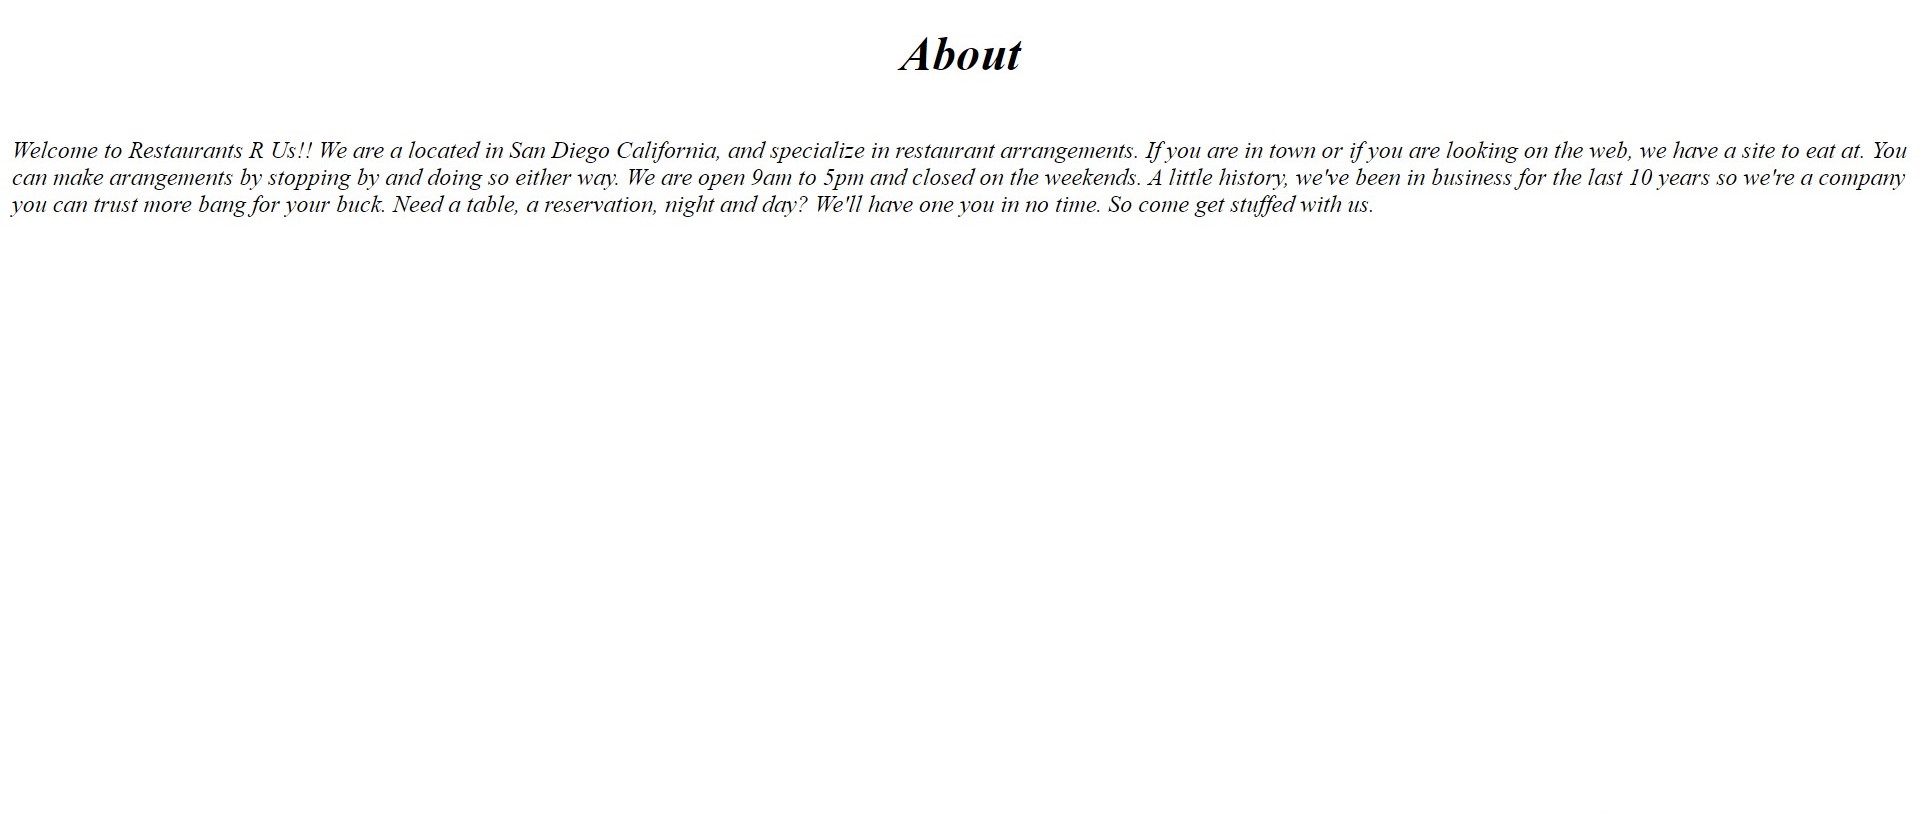 About
Welcome to Restaurants R Us!! We are a located in San Diego California, and specialize in restaurant arrangements. If you are in town or if you are looking on the web, we have a site to eat at. You
can make arangements by stopping by and doing so either way. We are open 9am to 5pm and closed on the weekends. A little history, we've been in business for the last 10 years so we're a company
you can trust more bang for your buck. Need a table, a reservation, night and day? We'll have one you in no time. So come get stuffed with us.